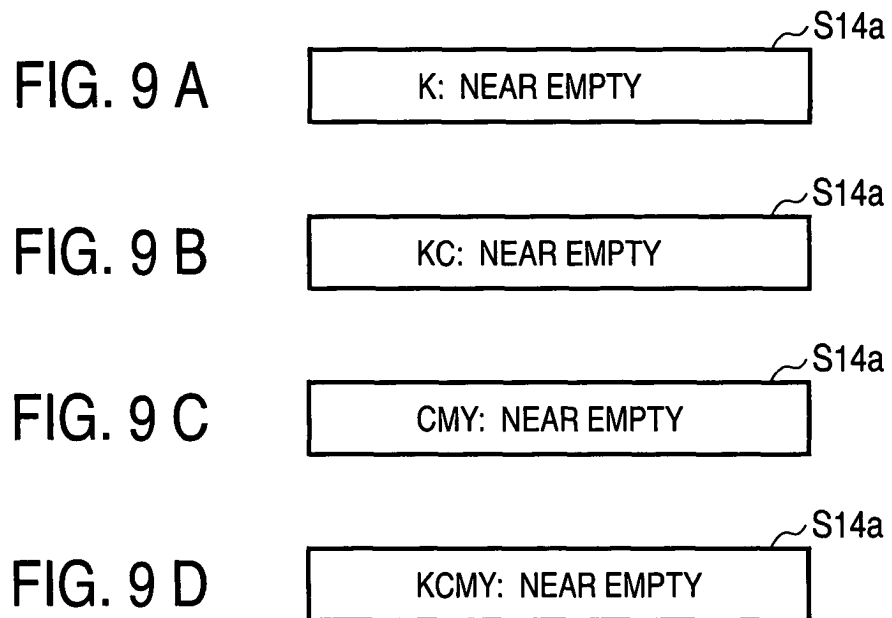 S14a
FIG. 9 A
K: NEAR EMPTY
S14a
FIG. 9 B
KC: NEAR EMPTY
S14a
FIG. 9 C
CMY: NEAR EMPTY
S14a
FIG. 9 D
KCMY: NEAR EMPTY